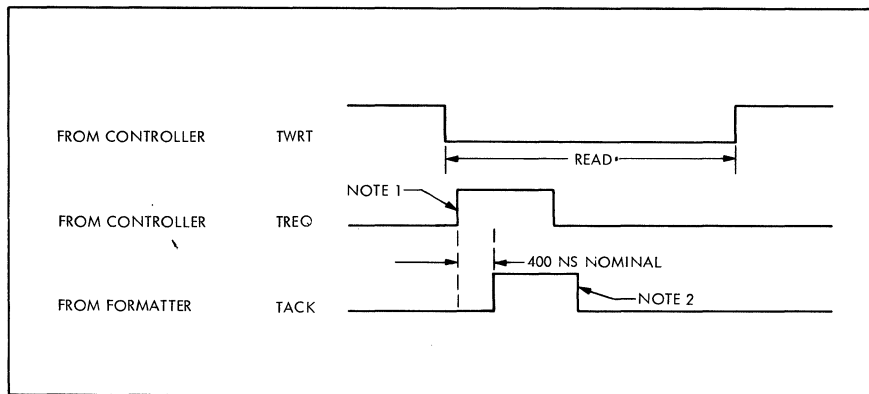 FROM CONTROLLER TWRT
READ
NOTE 1
FROM CONTROLLER TREQ
400 NS NOMINAL
FROM FORMATTER TACK
NOTE 2